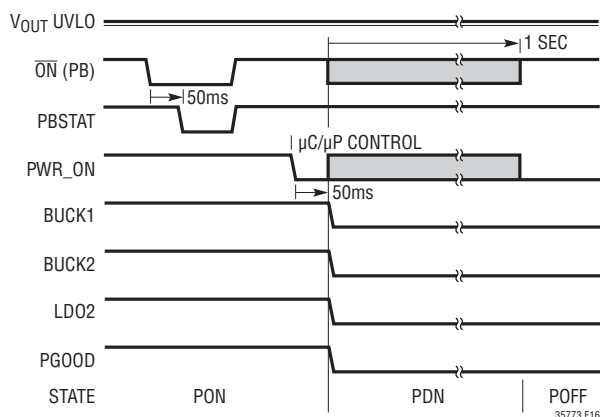 VOUT UVLO
1 SEC
ON (PB)
50ms
PBSTAT
µC/µP CONTROL
PWR_ON
50ms
BUCK1
BUCK2
LDO2
PGOOD
STATE PON PDN POFF
35773 F16